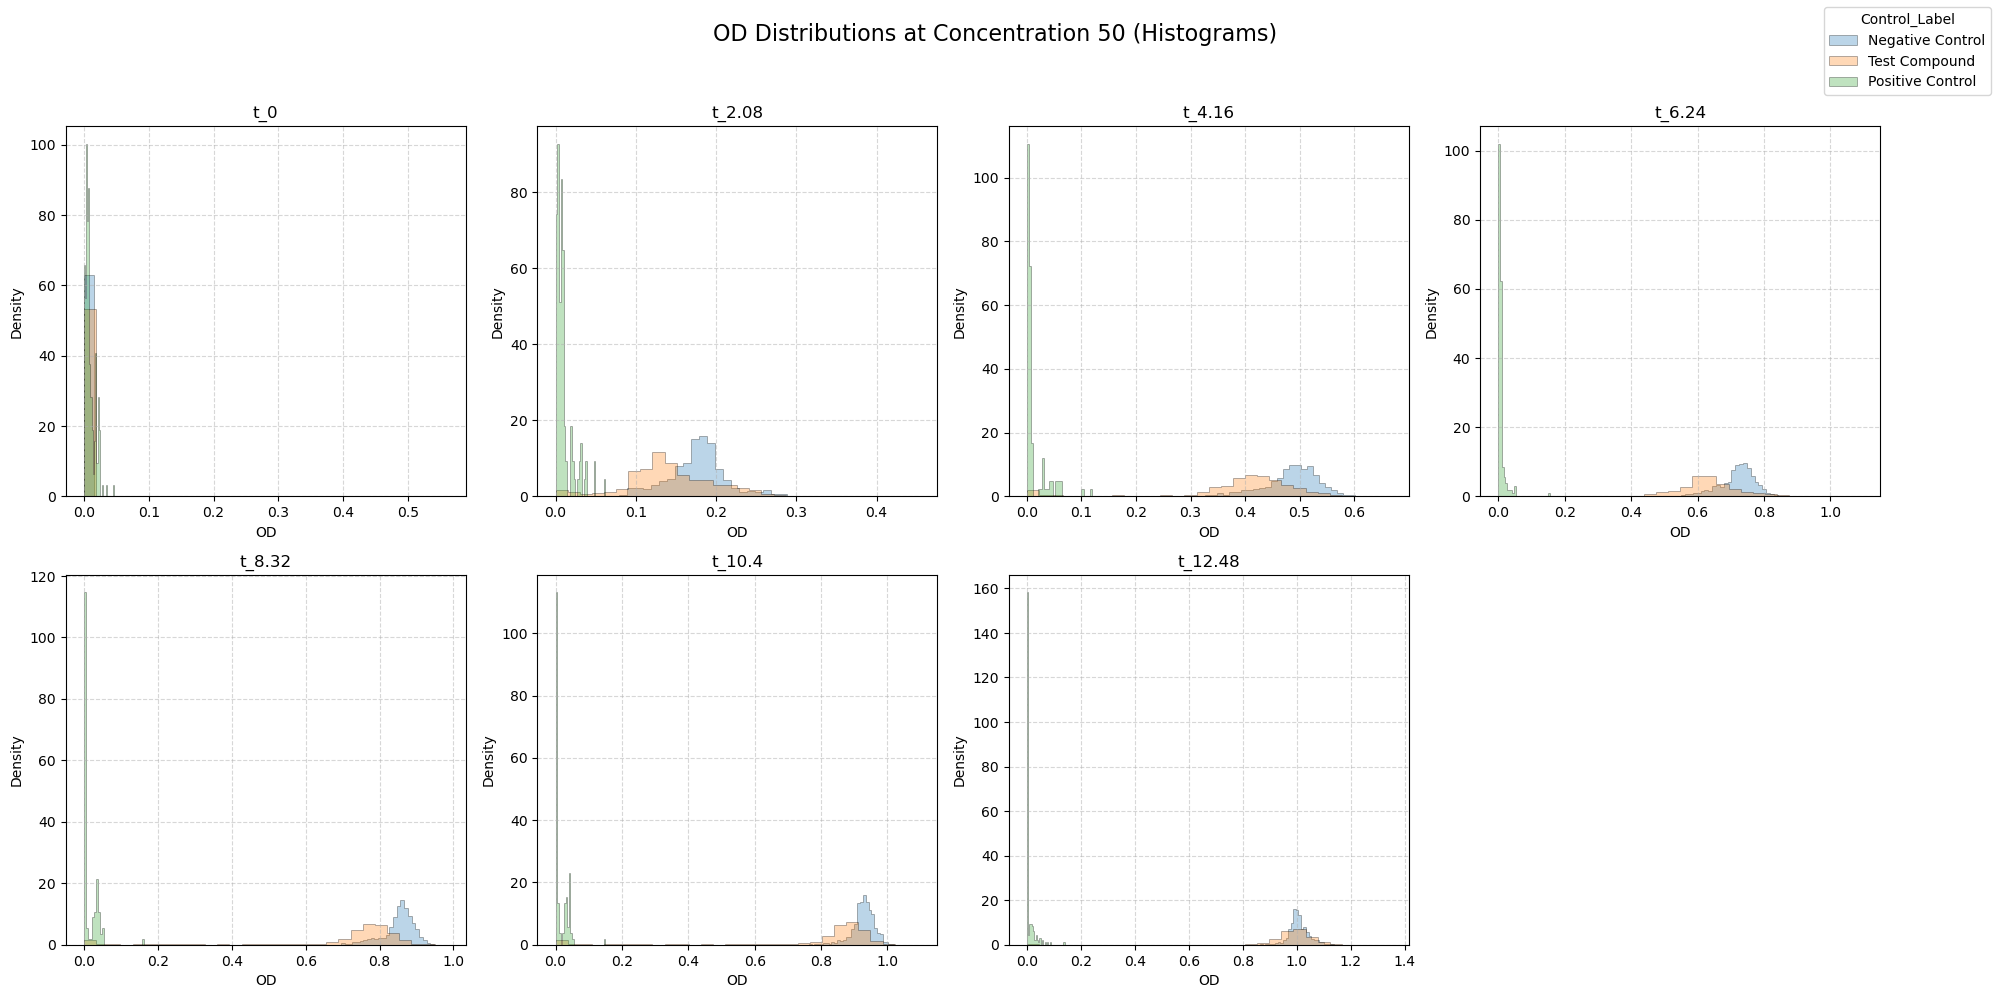 OD Distributions at Concentration 50 (Histograms)
Control_Label
Negative Control
Test Compound
Positive Control
t_0
Density
100
80
60
40
20
0
0.0 0.1 0.2 0.3 0.4 0.5
OD
t_2.08
Density
80
60
40
20
0
0.0 0.1 0.2 0.3 0.4
OD
t_4.16
Density
100
80
60
40
20
0
0.0 0.1 0.2 0.3 0.4 0.5 0.6
OD
t_6.24
Density
100
80
60
40
20
0
0.0 0.2 0.4 0.6 0.8 1.0
OD
t_8.32
Density
120
100
80
60
40
20
0
0.0 0.2 0.4 0.6 0.8 1.0
OD
t_10.4
Density
100
80
60
40
20
0
0.0 0.2 0.4 0.6 0.8 1.0
OD
t_12.48
Density
160
140
120
100
80
60
40
20
0
0.0 0.2 0.4 0.6 0.8 1.0 1.2 1.4
OD